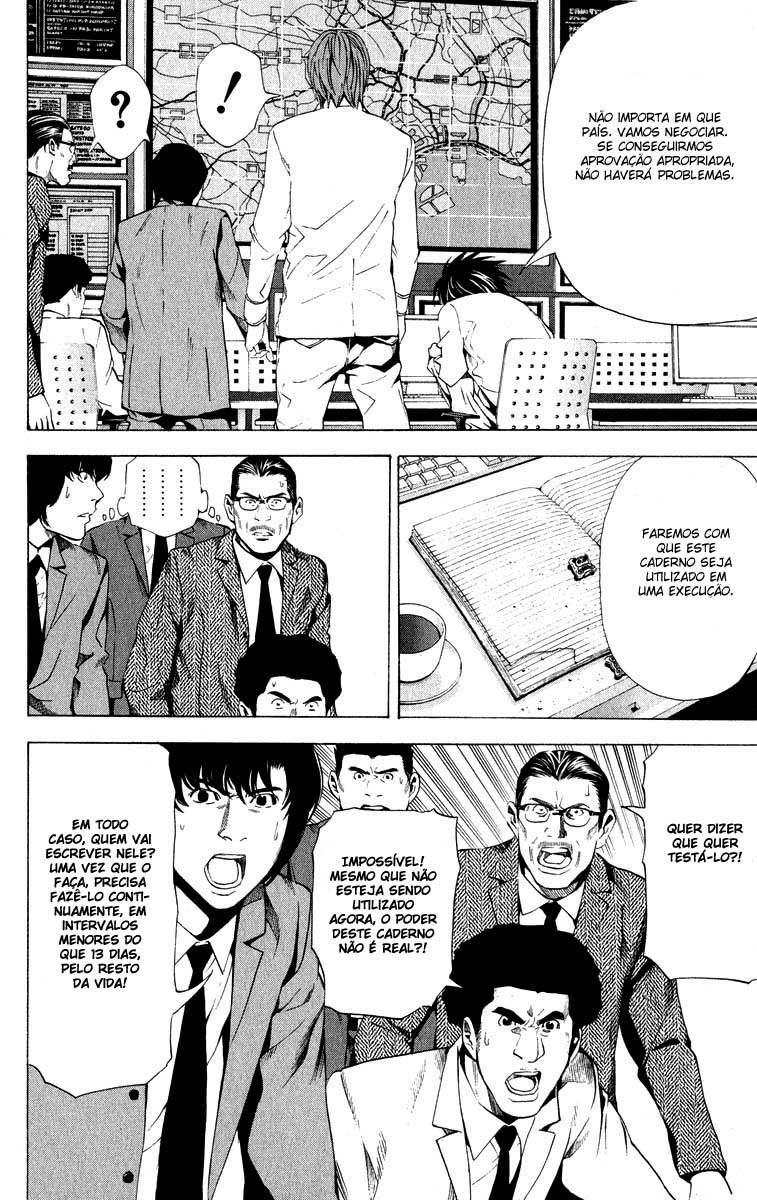 ?
!
NÃO IMPORTA EM QUE
PAÍS. VAMOS NEGOCIAR.
SE CONSEGUIRMOS
APROVAÇÃO APROPRIADA,
NÃO HAVERÁ PROBLEMAS.
FAREMOS COM
QUE ESTE
CADERNO SEJA
UTILIZADO EM
UMA EXECUÇÃO.
QUER DIZER
QUE QUER
TESTÁ-LO?!
IMPOSSÍVEL!
MESMO QUE NÃO
ESTEJA SENDO
UTILIZADO
AGORA, O PODER
DESTE CADERNO
NÃO É REAL?!
EM TODO
CASO, QUEM VAI
ESCREVER NELE?
UMA VEZ QUE O
FAÇA, PRECISA
FAZÊ-LO CONTI-
NUAMENTE, EM
INTERVALOS
MENORES DO
QUE 13 DIAS,
PELO RESTO
DA VIDA!